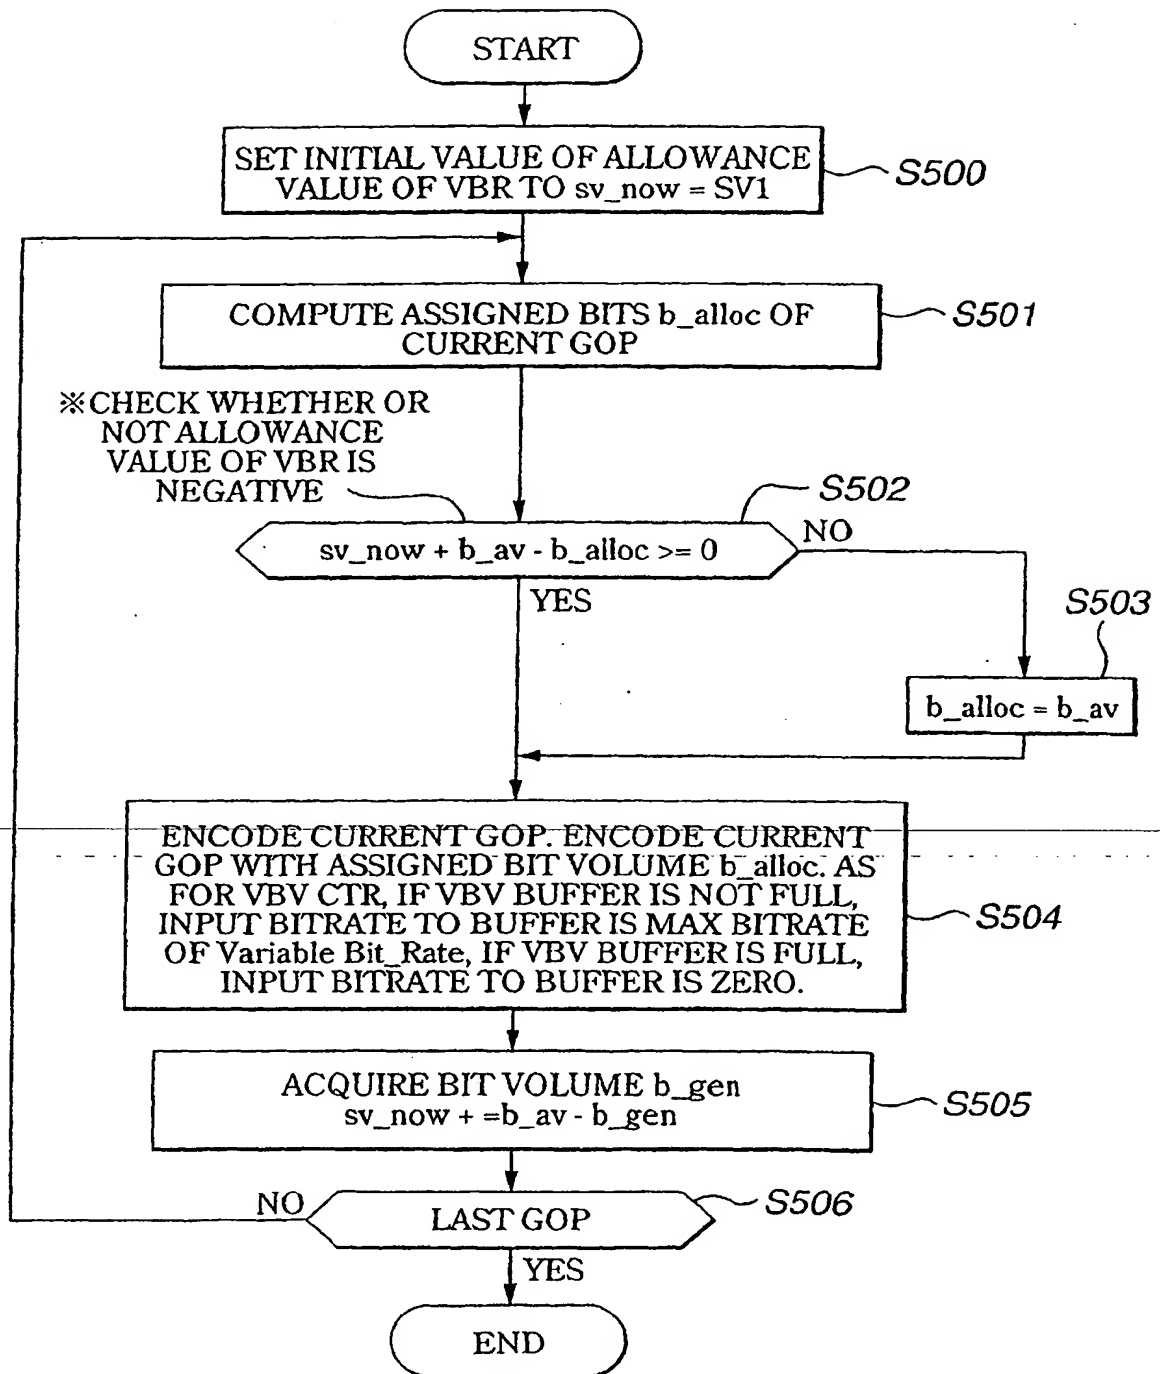 START
SET INITIAL VALUE OF ALLOWANCE
VALUE OF VBR TO sv_now = SV1
S500
COMPUTE ASSIGNED BITS b_alloc OF
CURRENT GOP
S501
※CHECK WHETHER OR
NOT ALLOWANCE
VALUE OF VBR IS
NEGATIVE
S502
sv_now + b_av - b_alloc >= 0
NO
YES
S503
b_alloc = b_av
ENCODE CURRENT GOP. ENCODE CURRENT
GOP WITH ASSIGNED BIT VOLUME b_alloc. AS
FOR VBV CTR, IF VBV BUFFER IS NOT FULL,
INPUT BITRATE TO BUFFER IS MAX BITRATE
OF Variable Bit_Rate, IF VBV BUFFER IS FULL,
INPUT BITRATE TO BUFFER IS ZERO.
S504
ACQUIRE BIT VOLUME b_gen
sv_now + =b_av - b_gen
S505
NO
LAST GOP
S506
YES
END